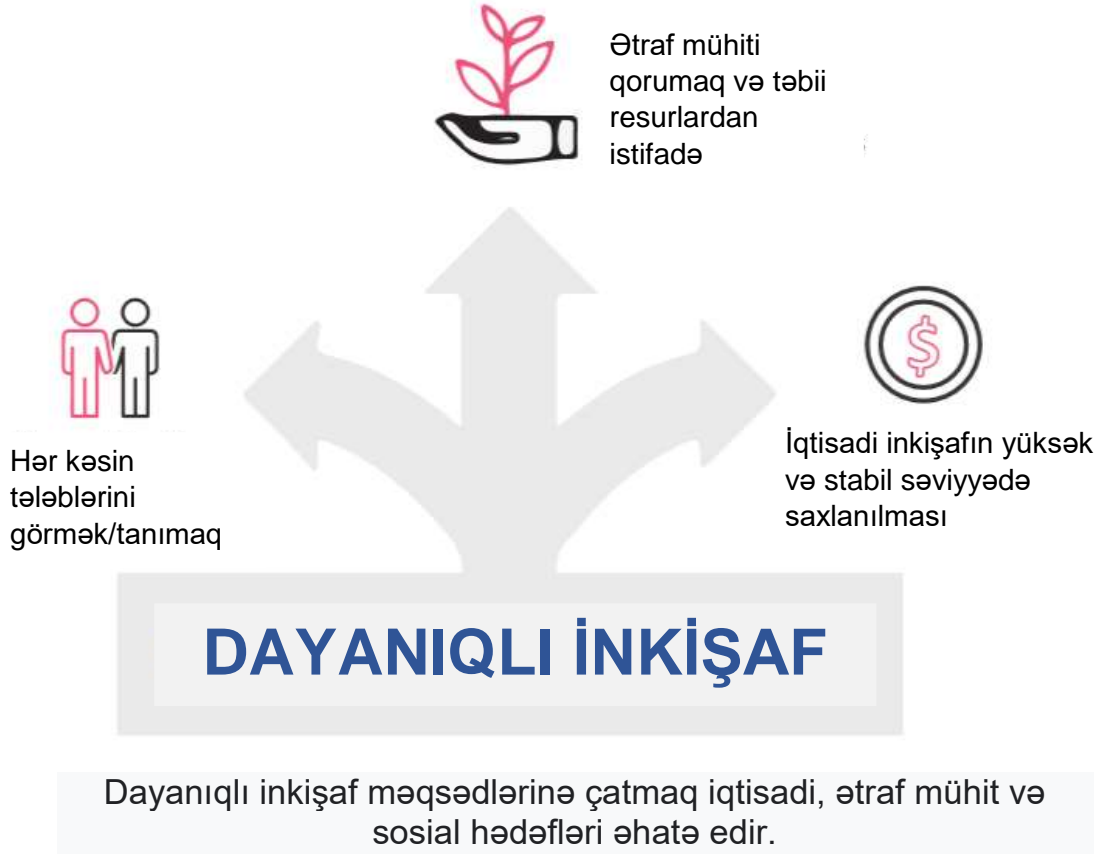 Ətraf mühiti
qorumaq və təbii
resurlardan
istifadə
Hər kəsin
tələblərini
görmək/tanımaq
$
İqtisadi inkişafın yüksək
və stabil səviyyədə
saxlanılması
DAYANIQLI İNKİŞAF
Dayanıqlı inkişaf məqsədlərinə çatmaq iqtisadi, ətraf mühit və
sosial hədəfləri əhatə edir.